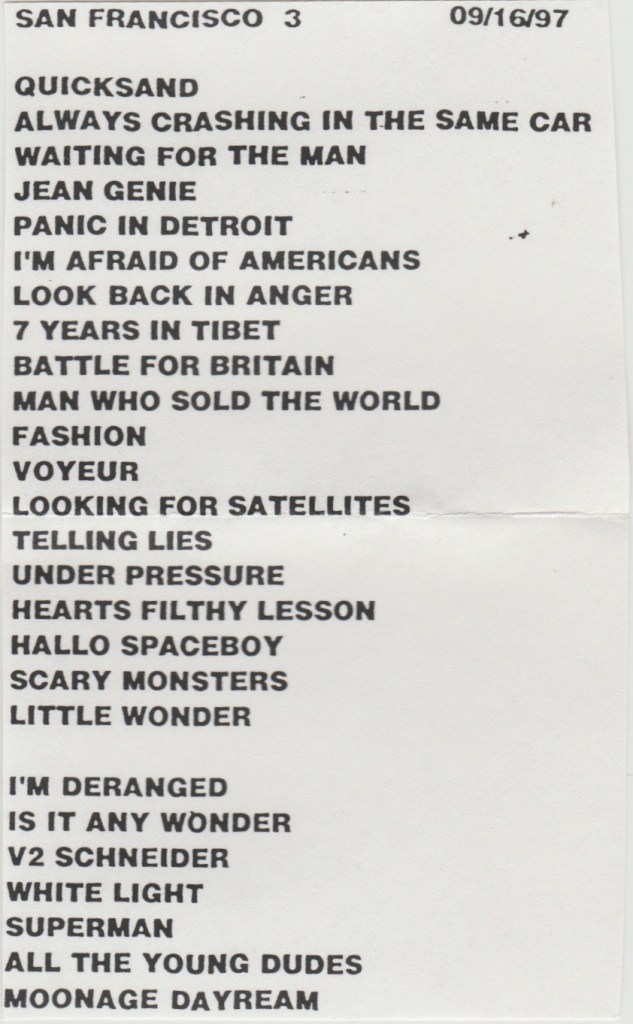 SAN FRANCISCO 3 09/16/97
QUICKSAND
ALWAYS CRASHING IN THE SAME CAR
WAITING FOR THE MAN
JEAN GENIE
PANIC IN DETROIT
I'M AFRAID OF AMERICANS
LOOK BACK IN ANGER
7 YEARS IN TIBET
BATTLE FOR BRITAIN
MAN WHO SOLD THE WORLD
FASHION
VOYEUR
LOOKING FOR SATELLITES
TELLING LIES
UNDER PRESSURE
HEARTS FILTHY LESSON
HALLO SPACEBOY
SCARY MONSTERS
LITTLE WONDER
I'M DERANGED
IS IT ANY WONDER
V2 SCHNEIDER
WHITE LIGHT
SUPERMAN
ALL THE YOUNG DUDES
MOONAGE DAYREAM